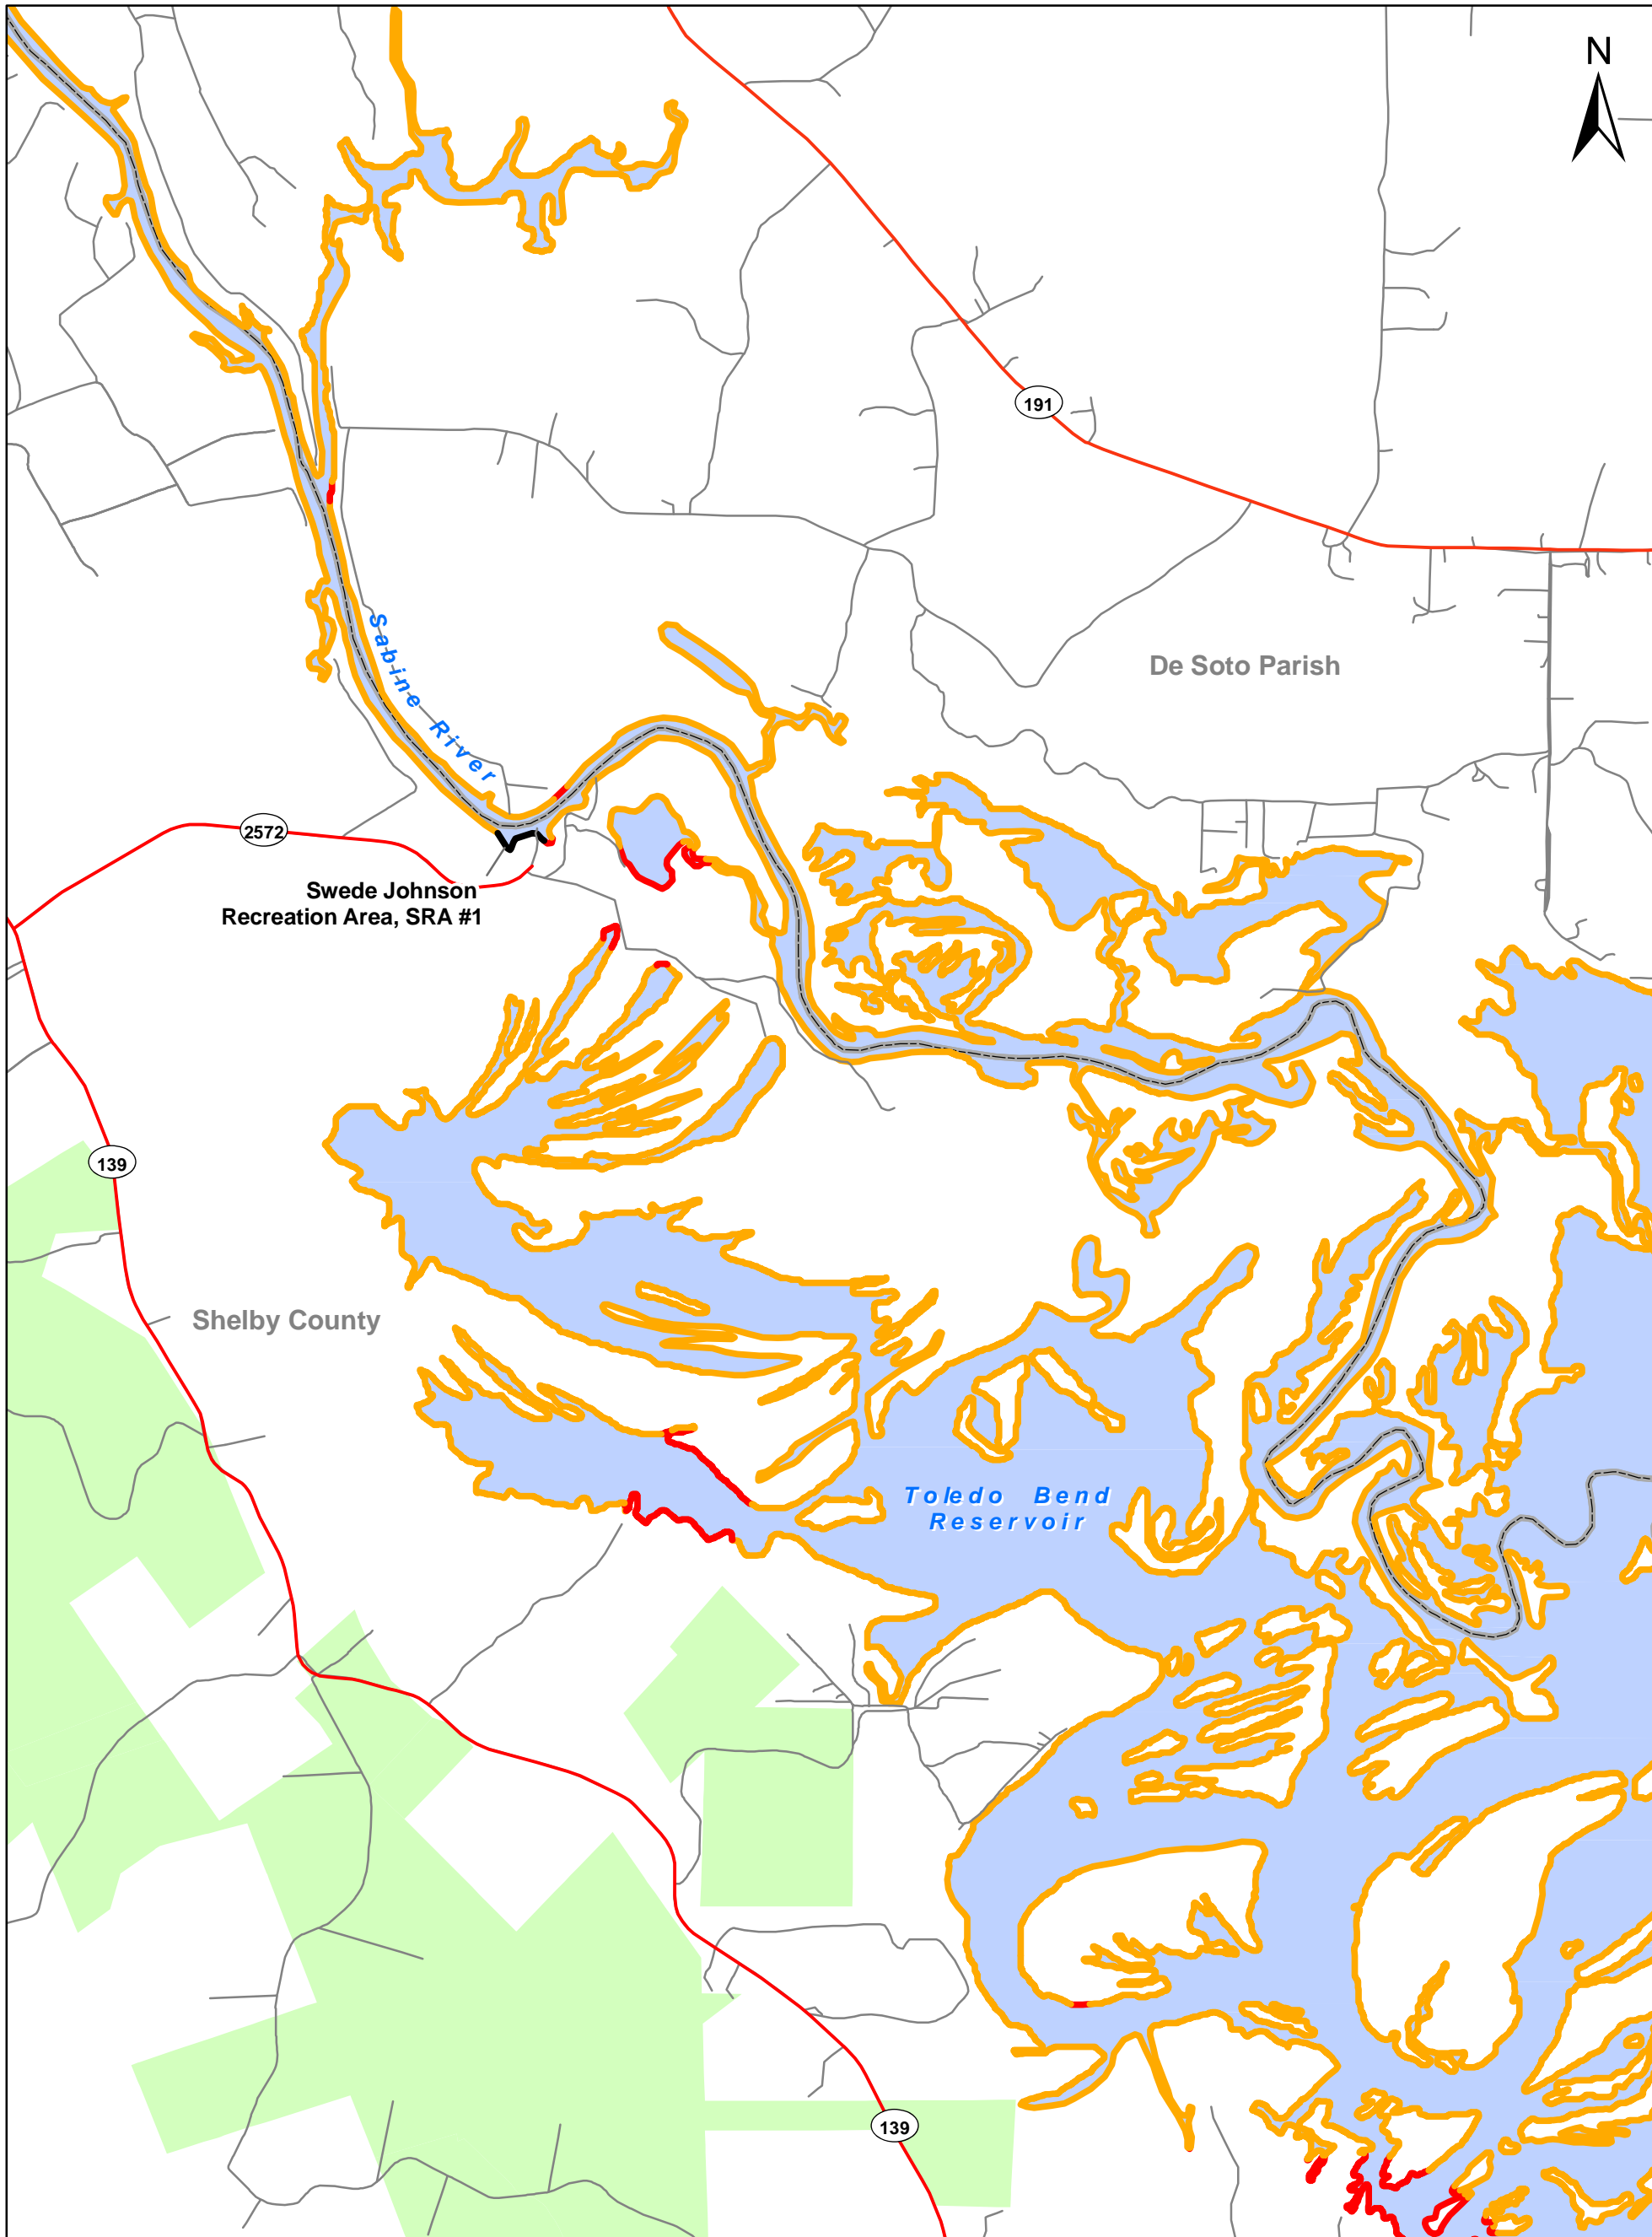 N
191
De Soto Parish
Sabine River
2572
Swede Johnson
Recreation Area, SRA #1
139
Shelby County
Toledo Bend
Reservoir
139